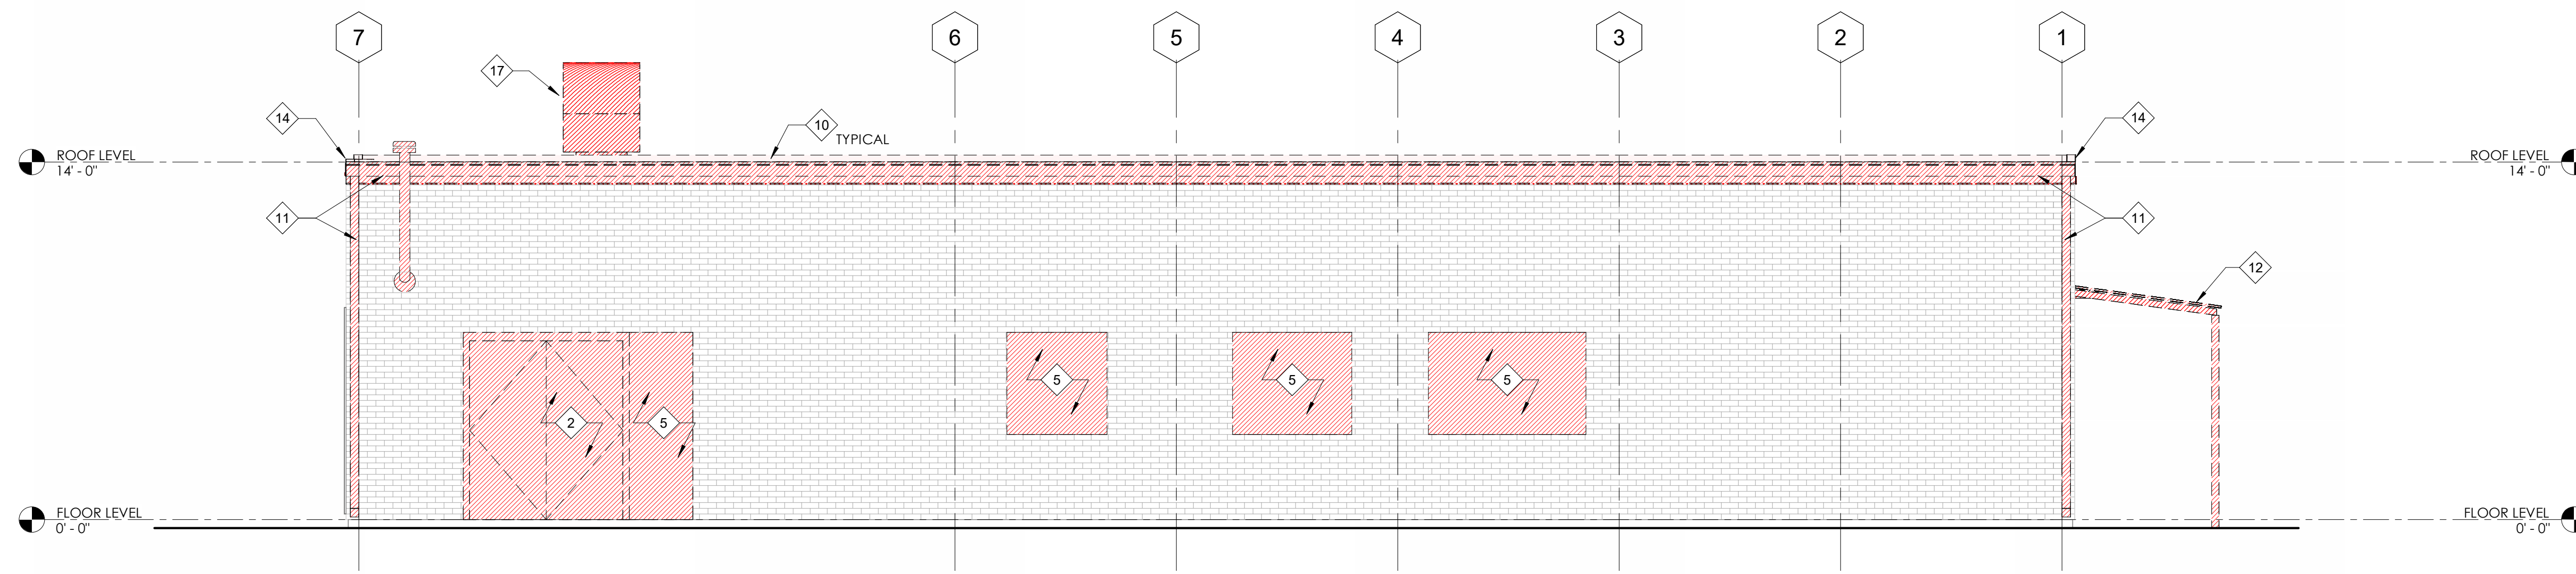 7
6
5
4
3
2
1
17
14
10
TYPICAL
14
ROOF LEVEL
14' - 0"
ROOF LEVEL
14' - 0"
11
11
12
5
5
5
2
5
FLOOR LEVEL
0' - 0"
FLOOR LEVEL
0' - 0"